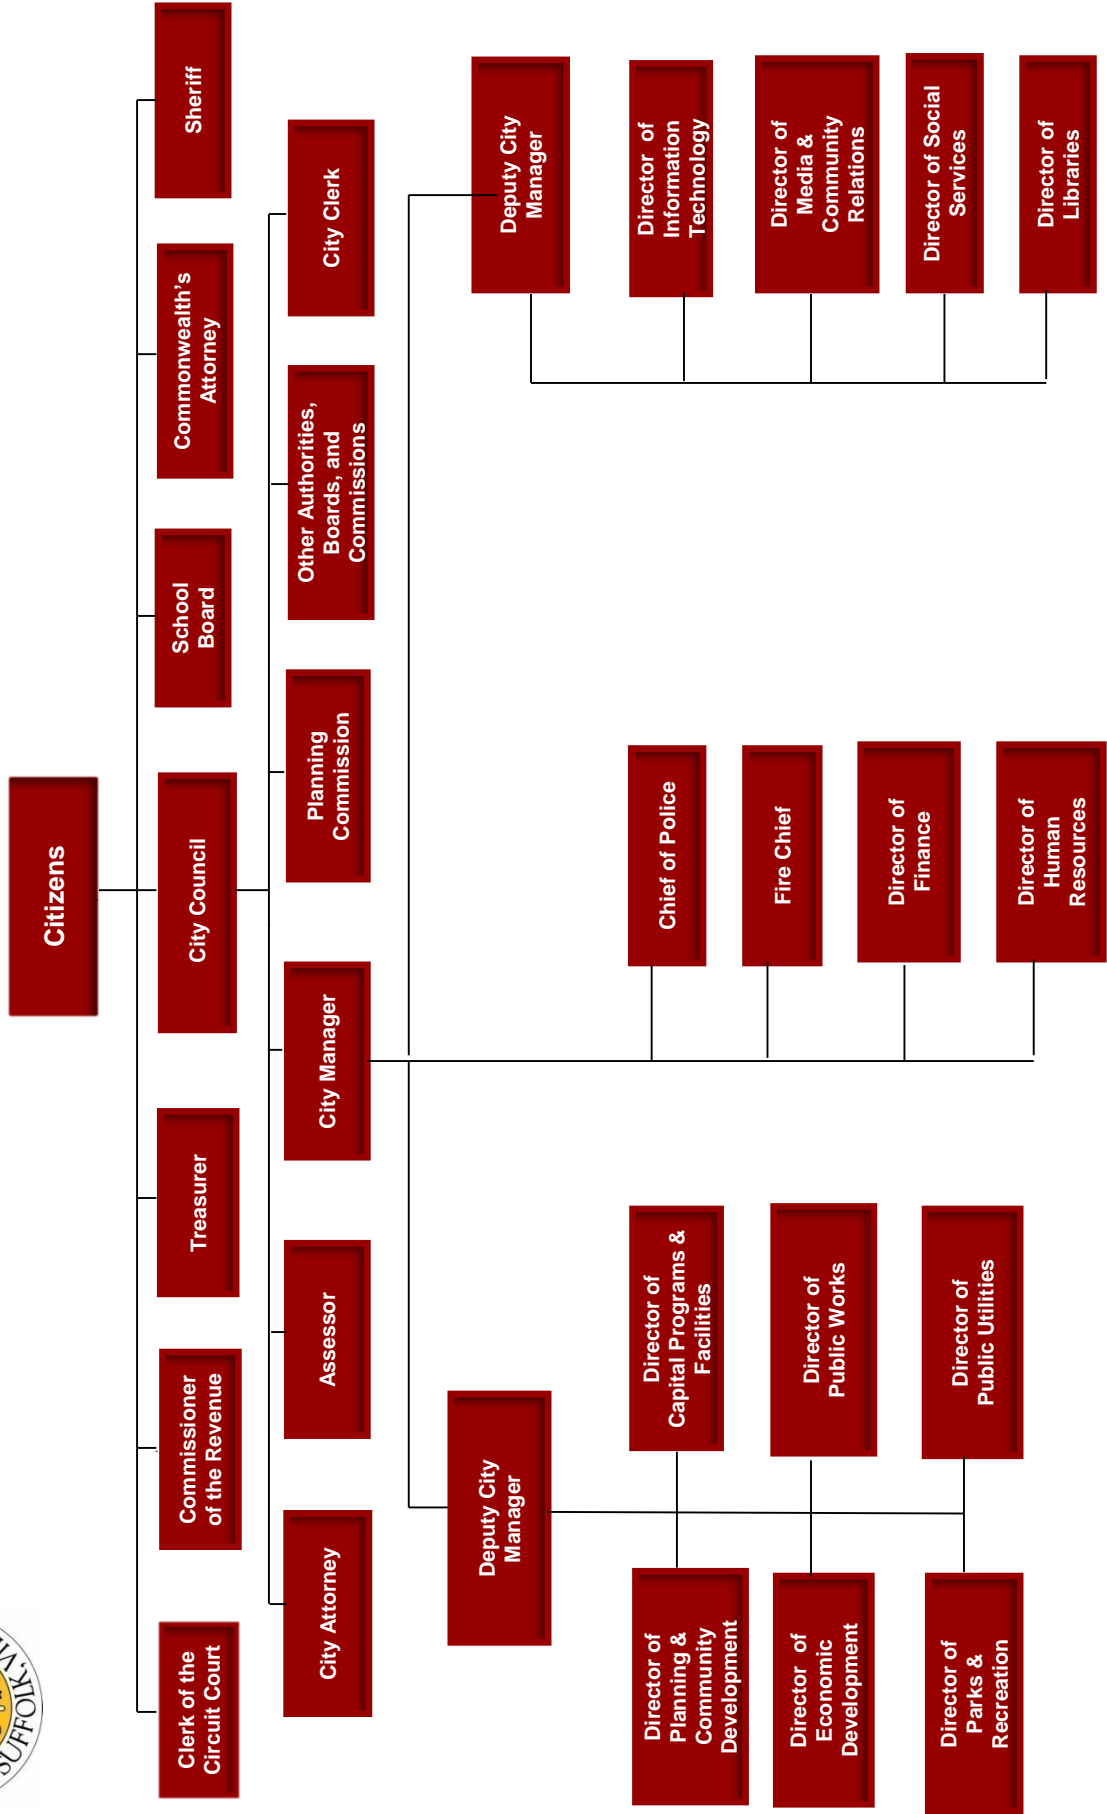 SUFFOLK, VI
Citizens
Clerk of the
Circuit Court
Commissioner
of the Revenue
Treasurer
City Council
School
Board
Commonwealth's
Attorney
Sheriff
City Attorney
Assessor
City Manager
Planning
Commission
Other Authorities,
Boards, and
Commissions
City Clerk
Deputy City
Manager
Deputy City
Manager
Director of
Planning &
Community
Development
Director of
Capital Programs &
Facilities
Chief of Police
Director of
Information
Technology
Director of
Economic
Development
Director of
Public Works
Fire Chief
Director of
Media &
Community
Relations
Director of
Parks &
Recreation
Director of
Public Utilities
Director of
Finance
Director of Social
Services
Director of
Human
Resources
Director of
Libraries